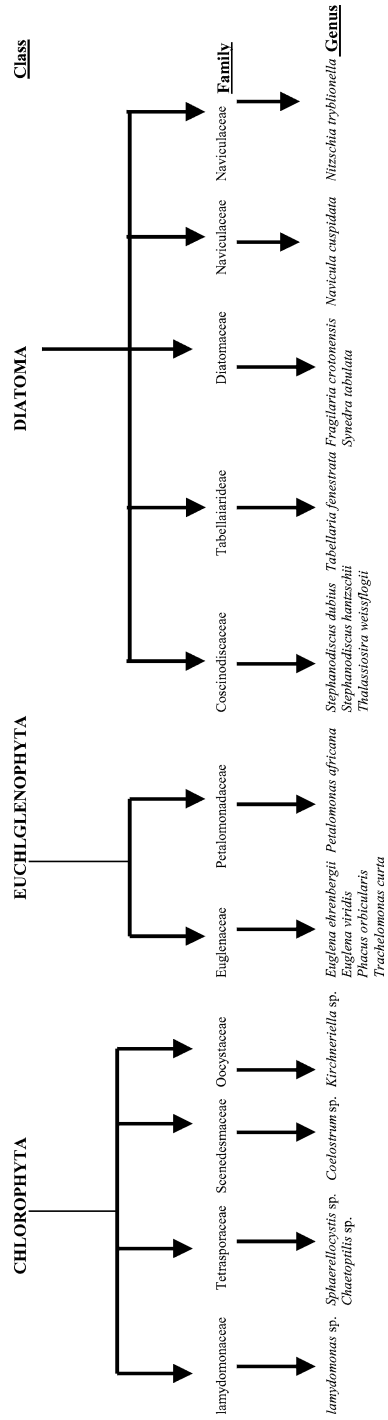 CHLOROPHYTA EUCHLGLENOPHYTA DIATOMA Class
lamydomonaceae Tetrasporaceae Scenedesmaceae Oocystaceae Euglenaceae Petalomonadaceae Coscinodiscaceae Tabellaiarideae Diatomaceae Naviculaceae Naviculaceae Family
Genus
lamydomonas sp. Sphaerellocystis sp. Coelostrum sp. Kirchneriella sp. Euglena ehrenbergii Petalomonas africana Stephanodiscus dubius Tabellaria fenestrata Fragilaria crotonensis Navicula cuspidata Nitzschia tryblionella
Chaetoptilis sp. Euglena viridis Stephanodiscus hantzschii Synedra tabulata
Phacus orbicularis Thalassiosira weissflogii
Trachelomonas curta